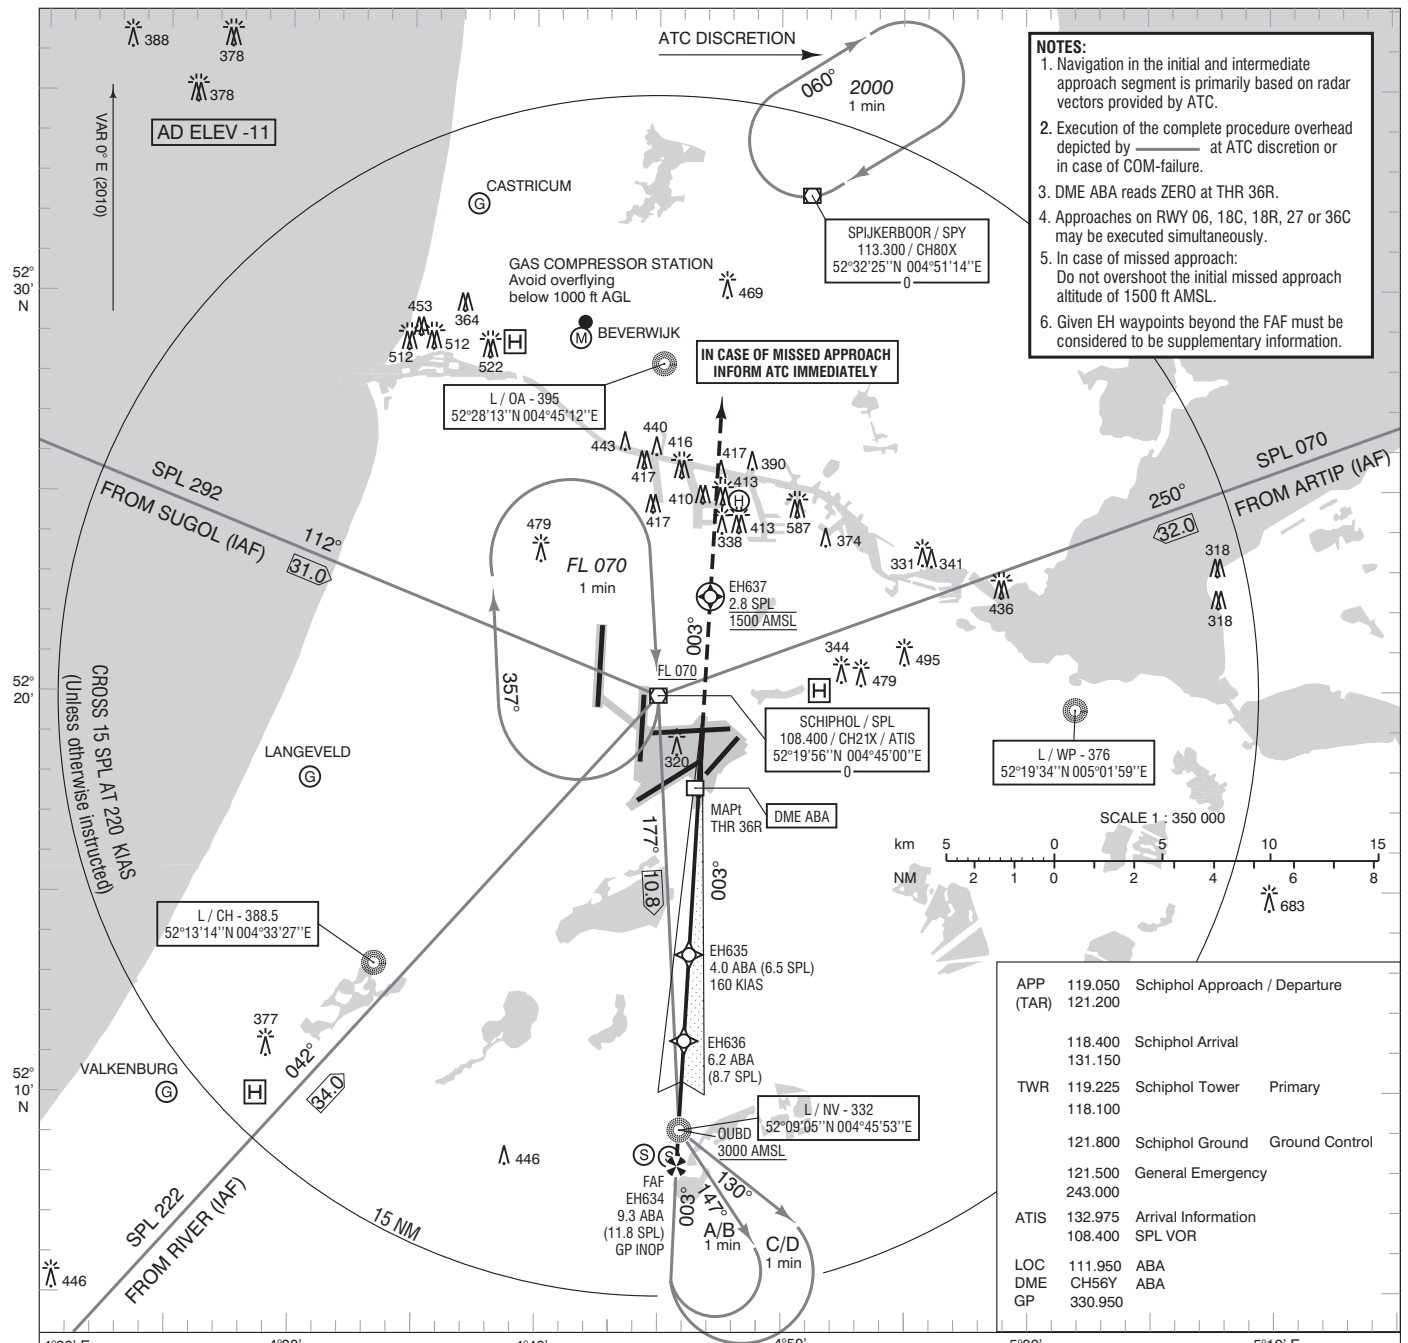 388
378
378
AD ELEV -11
VAR 0° E (2010)
ATC DISCRETION
060°
2000
1 min
NOTES:
1. Navigation in the initial and intermediate
approach segment is primarily based on radar
vectors provided by ATC.
2. Execution of the complete procedure overhead
depicted by at ATC discretion or
in case of COM-failure.
3. DME ABA reads ZERO at THR 36R.
4. Approaches on RWY 06, 18C, 18R, 27 or 36C
may be executed simultaneously.
5. In case of missed approach:
Do not overshoot the initial missed approach
altitude of 1500 ft AMSL.
6. Given EH waypoints beyond the FAF must be
considered to be supplementary information.
CASTRICUM
G
SPIJKERBOOR / SPY
113.300 / CH80X
52°32'25''N 004°51'14''E
0
52°
30'
N
GAS COMPRESSOR STATION
Avoid overflying
below 1000 ft AGL
469
453
364
512
512
522
H
M
BEVERWIJK
IN CASE OF MISSED APPROACH
INFORM ATC IMMEDIATELY
L / OA - 395
52°28'13''N 004°45'12''E
443
440
416
417
417
390
410
413
H
417
338
413
587
374
331
341
436
318
318
SPL 292
FROM SUGOL (IAF)
112°
31.0
SPL 070
FROM ARTIP (IAF)
250°
32.0
479
FL 070
1 min
EH637
2.8 SPL
1500 AMSL
003°
357°
FL 070
344
479
495
H
52°
20'
CROSS 15 SPL AT 220 KIAS
(Unless otherwise instructed)
SCHIPHOL / SPL
108.400 / CH21X / ATIS
52°19'56''N 004°45'00''E
0
L / WP - 376
52°19'34''N 005°01'59''E
LANGEVELD
G
320
MAPt
THR 36R
DME ABA
SCALE 1 : 350 000
km 5 0 5 10 15
NM 2 1 0 2 4 6 8
177°
10.8
003°
683
L / CH - 388.5
52°13'14''N 004°33'27''E
EH635
4.0 ABA (6.5 SPL)
160 KIAS
377
EH636
6.2 ABA
(8.7 SPL)
VALKENBURG
G
H
52°
10'
N
042°
34.0
L / NV - 332
52°09'05''N 004°45'53''E
OUBD
3000 AMSL
446
S
S
FAF
EH634
9.3 ABA
(11.8 SPL)
GP INOP
003°
147°
130°
A/B
1 min
C/D
1 min
SPL 222
FROM RIVER (IAF)
15 NM
446
APP 119.050 Schiphol Approach / Departure
(TAR) 121.200
118.400 Schiphol Arrival
131.150
TWR 119.225 Schiphol Tower Primary
118.100
121.800 Schiphol Ground Ground Control
121.500 General Emergency
243.000
ATIS 132.975 Arrival Information
108.400 SPL VOR
LOC 111.950 ABA
DME CH56Y ABA
GP 330.950